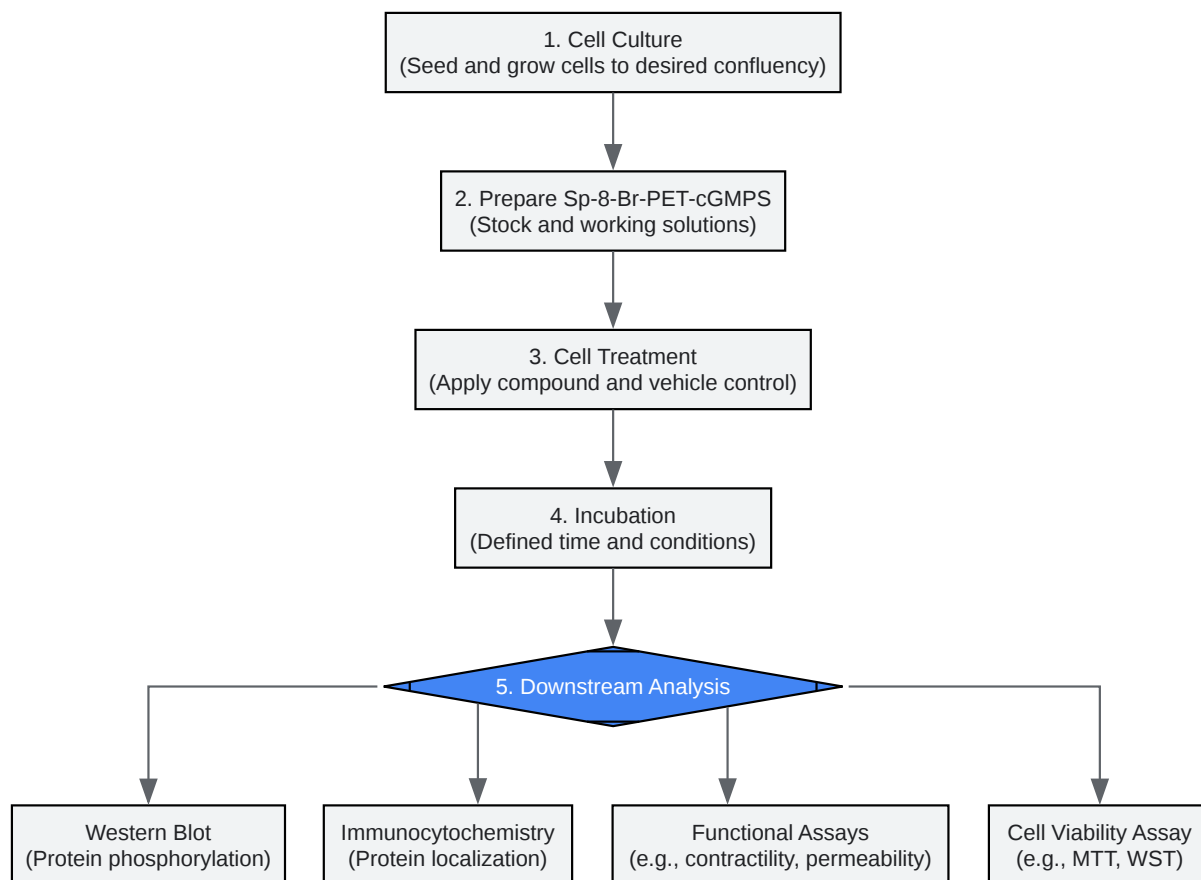 1. Cell Culture
(Seed and grow cells to desired confluency)
2. Prepare Sp-8-Br-PET-cGMPS
(Stock and working solutions)
3. Cell Treatment
(Apply compound and vehicle control)
4. Incubation
(Defined time and conditions)
5. Downstream Analysis
Western Blot
(Protein phosphorylation)
Immunocytochemistry
(Protein localization)
Functional Assays
(e.g., contractility, permeability)
Cell Viability Assay
(e.g., MTT, WST)